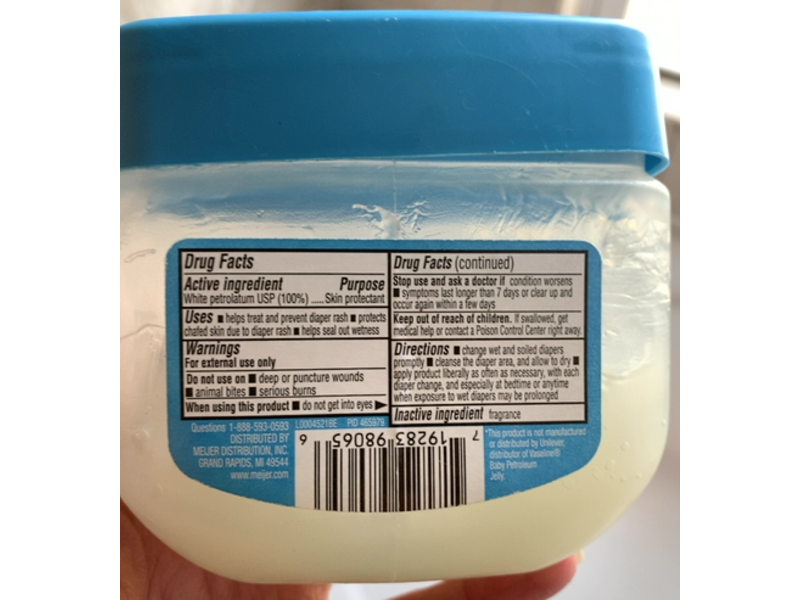 Drug Facts
Active ingredient Purpose
White petrolatum USP (100%) .....Skin protectant
Uses ■ helps treat and prevent diaper rash ■ protects
chafed skin due to diaper rash ■ helps seal out wetness
Warnings
For external use only
Do not use on ■ deep or puncture wounds
■ animal bites ■ serious burns
When using this product ■ do not get into eyes ▶
Drug Facts (continued)
Stop use and ask a doctor if condition worsens
■ symptoms last longer than 7 days or clear up and
occur again within a few days
Keep out of reach of children. If swallowed, get
medical help or contact a Poison Control Center right away.
Directions ■ change wet and soiled diapers
promptly ■ cleanse the diaper area, and allow to dry ■
apply product liberally as often as necessary, with each
diaper change, and especially at bedtime or anytime
when exposure to wet diapers may be prolonged
Inactive ingredient fragrance
Questions 1-888-593-0593
DISTRIBUTED BY
MEIJER DISTRIBUTION, INC.
GRAND RAPIDS, MI 49544
www.meijer.com
L0004521BE PID 465979
7 19283 98065 6
*This product is not manufactured
or distributed by Unilever,
distributor of Vaseline®
Baby Petroleum
Jelly.